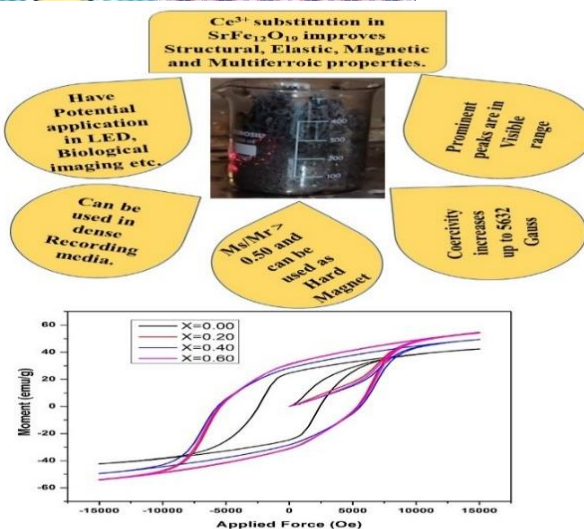 Ce³⁺ substitution in
SrFe₁₂O₁₉ improves
Structural, Elastic, Magnetic
and Multiferroic properties.
Have
Potential
application
in LED,
Biological
imaging etc,
Prominent
peaks are in
Visible
range
Can be
used in
dense
Recording
media.
Ms/Mr >
0.50 and
can be
used as
Hard
Magnet
Coercivity
increases
up to 5632
Gauss
400
300
100
X=0.00
X=0.20
X=0.40
X=0.60
Moment (emu/g)
60
40
20
0
-20
-40
-60
-15000 -10000 -5000 0 5000 10000 15000
Applied Force (Oe)